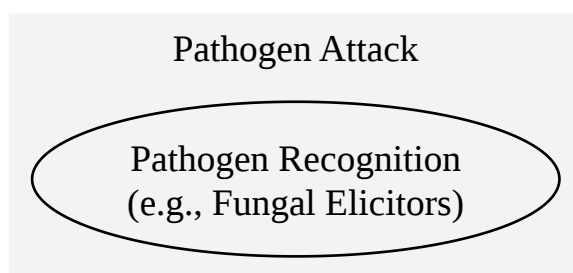 Pathogen Attack
Pathogen Recognition
(e.g., Fungal Elicitors)